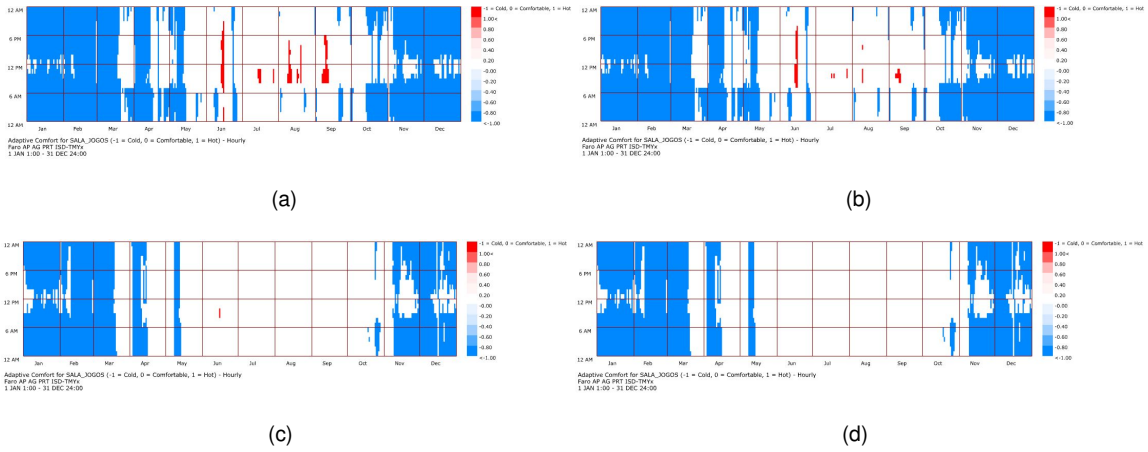 12 AM
6 PM
12 PM
6 AM
12 AM
Jan Feb Mar Apr May Jun Jul Aug Sep Oct Nov Dec
-1 = Cold, 0 = Comfortable, 1 = Hot
1.00<
0.80
0.60
0.40
0.20
-0.00
-0.20
-0.40
-0.60
-0.80
<-1.00
Adaptive Comfort for SALA_JOGOS (-1 = Cold, 0 = Comfortable, 1 = Hot) - Hourly
Faro AP AG PRT ISD-TMYx
1 JAN 1:00 - 31 DEC 24:00
(a)
12 AM
6 PM
12 PM
6 AM
12 AM
Jan Feb Mar Apr May Jun Jul Aug Sep Oct Nov Dec
-1 = Cold, 0 = Comfortable, 1 = Hot
1.00<
0.80
0.60
0.40
0.20
-0.00
-0.20
-0.40
-0.60
-0.80
<-1.00
Adaptive Comfort for SALA_JOGOS (-1 = Cold, 0 = Comfortable, 1 = Hot) - Hourly
Faro AP AG PRT ISD-TMYx
1 JAN 1:00 - 31 DEC 24:00
(b)
12 AM
6 PM
12 PM
6 AM
12 AM
Jan Feb Mar Apr May Jun Jul Aug Sep Oct Nov Dec
-1 = Cold, 0 = Comfortable, 1 = Hot
1.00<
0.80
0.60
0.40
0.20
-0.00
-0.20
-0.40
-0.60
-0.80
<-1.00
Adaptive Comfort for SALA_JOGOS (-1 = Cold, 0 = Comfortable, 1 = Hot) - Hourly
Faro AP AG PRT ISD-TMYx
1 JAN 1:00 - 31 DEC 24:00
(c)
12 AM
6 PM
12 PM
6 AM
12 AM
Jan Feb Mar Apr May Jun Jul Aug Sep Oct Nov Dec
-1 = Cold, 0 = Comfortable, 1 = Hot
1.00<
0.80
0.60
0.40
0.20
-0.00
-0.20
-0.40
-0.60
-0.80
<-1.00
Adaptive Comfort for SALA_JOGOS (-1 = Cold, 0 = Comfortable, 1 = Hot) - Hourly
Faro AP AG PRT ISD-TMYx
1 JAN 1:00 - 31 DEC 24:00
(d)